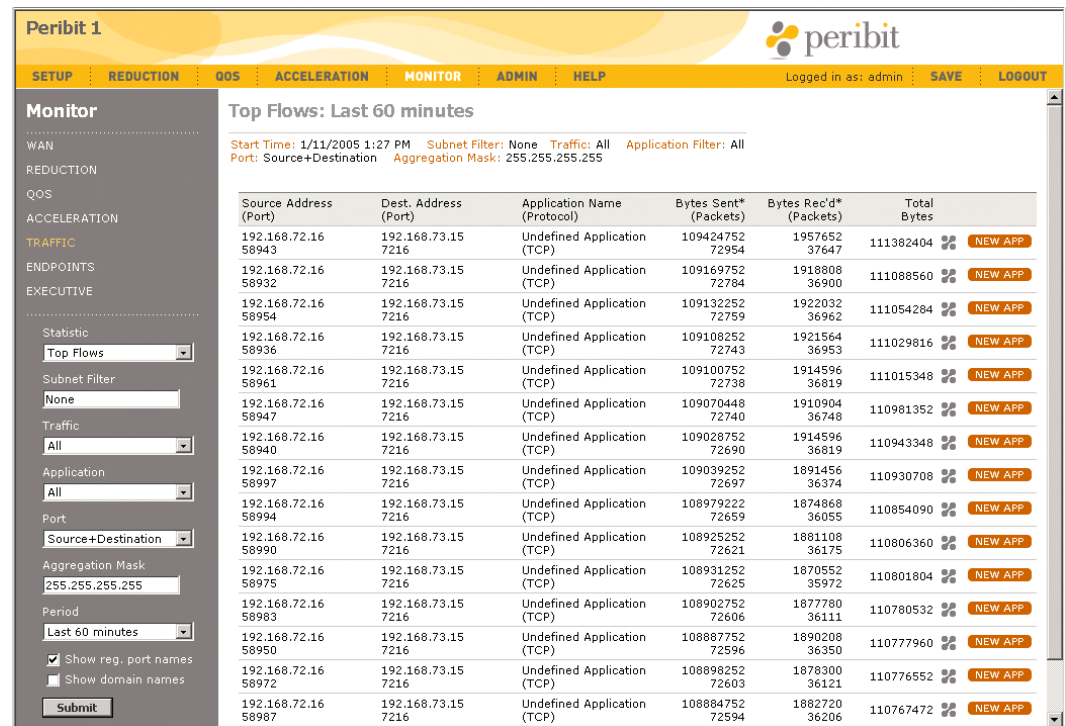 Peribit 1
peribit
SETUP REDUCTION QOS ACCELERATION MONITOR ADMIN HELP Logged in as: admin SAVE LOGOUT
Monitor
WAN
REDUCTION
QOS
ACCELERATION
TRAFFIC
ENDPOINTS
EXECUTIVE
Statistic
Top Flows
Subnet Filter
None
Traffic
All
Application
All
Port
Source+Destination
Aggregation Mask
255.255.255.255
Period
Last 60 minutes
Show reg. port names
Show domain names
Submit
Top Flows: Last 60 minutes
Start Time: 1/11/2005 1:27 PM Subnet Filter: None Traffic: All Application Filter: All
Port: Source+Destination Aggregation Mask: 255.255.255.255
Source Address Dest. Address Application Name Bytes Sent* Bytes Rec'd* Total
(Port) (Port) (Protocol) (Packets) (Packets) Bytes
192.168.72.16 192.168.73.15 Undefined Application 109424752 1957652 111382404 NEW APP
58943 7216 (TCP) 72954 37647
192.168.72.16 192.168.73.15 Undefined Application 109169752 1918808 111088560 NEW APP
58932 7216 (TCP) 72784 36900
192.168.72.16 192.168.73.15 Undefined Application 109132252 1922032 111054284 NEW APP
58954 7216 (TCP) 72759 36962
192.168.72.16 192.168.73.15 Undefined Application 109108252 1921564 111029816 NEW APP
58936 7216 (TCP) 72743 36953
192.168.72.16 192.168.73.15 Undefined Application 109100752 1914596 111015348 NEW APP
58961 7216 (TCP) 72738 36819
192.168.72.16 192.168.73.15 Undefined Application 109070448 1910904 110981352 NEW APP
58947 7216 (TCP) 72740 36748
192.168.72.16 192.168.73.15 Undefined Application 109028752 1914596 110943348 NEW APP
58940 7216 (TCP) 72690 36819
192.168.72.16 192.168.73.15 Undefined Application 109039252 1891456 110930708 NEW APP
58997 7216 (TCP) 72697 36374
192.168.72.16 192.168.73.15 Undefined Application 108979222 1874868 110854090 NEW APP
58994 7216 (TCP) 72659 36055
192.168.72.16 192.168.73.15 Undefined Application 108925252 1881108 110806360 NEW APP
58990 7216 (TCP) 72621 36175
192.168.72.16 192.168.73.15 Undefined Application 108931252 1870552 110801804 NEW APP
58975 7216 (TCP) 72625 35972
192.168.72.16 192.168.73.15 Undefined Application 108902752 1877780 110780532 NEW APP
58983 7216 (TCP) 72606 36111
192.168.72.16 192.168.73.15 Undefined Application 108887752 1890208 110777960 NEW APP
58950 7216 (TCP) 72596 36350
192.168.72.16 192.168.73.15 Undefined Application 108898252 1878300 110776552 NEW APP
58972 7216 (TCP) 72603 36121
192.168.72.16 192.168.73.15 Undefined Application 108884752 1882720 110767472 NEW APP
58987 7216 (TCP) 72594 36206